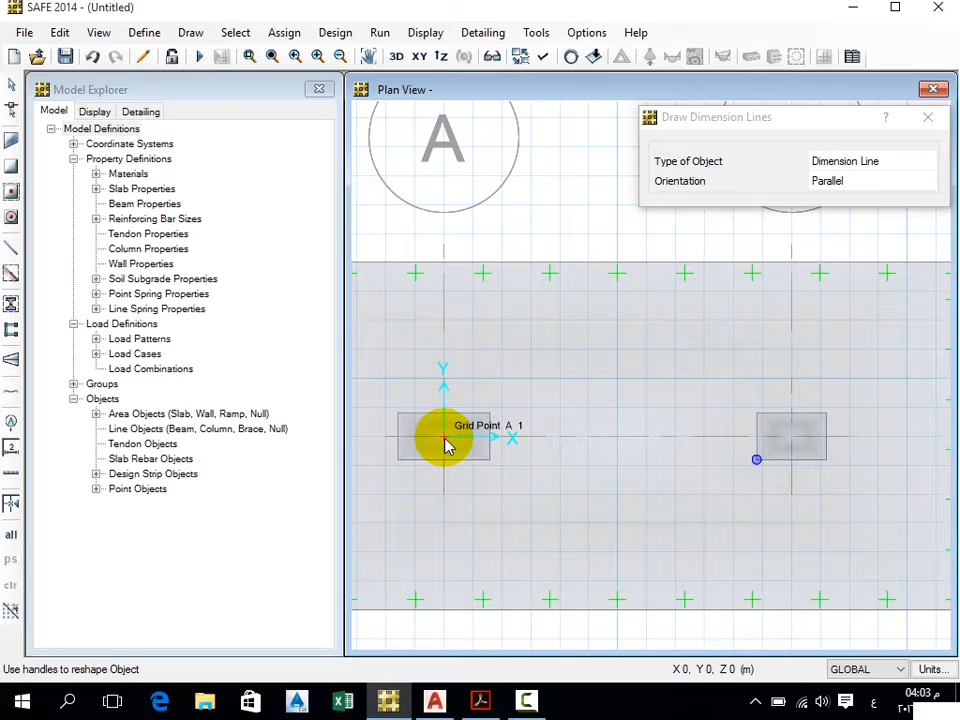 SAFE 2014 - (Untitled)
File Edit View Define Draw Select Assign Design Run Display Detailing Tools Options Help
3D XY
Model Explorer
Model Display Detailing
Model Definitions
Coordinate Systems
Property Definitions
Materials
Slab Properties
Beam Properties
Reinforcing Bar Sizes
Tendon Properties
Column Properties
Wall Properties
Soil Subgrade Properties
Point Spring Properties
Line Spring Properties
Load Definitions
Load Patterns
Load Cases
Load Combinations
Groups
Objects
Area Objects (Slab, Wall, Ramp, Null)
Line Objects (Beam, Column, Brace, Null)
Tendon Objects
Slab Rebar Objects
Design Strip Objects
Point Objects
all
ps
clr
Plan View -
A
Draw Dimension Lines
?
Type of Object Dimension Line
Orientation Parallel
Y
Grid Point A 1
X
Use handles to reshape Object
X 0, Y 0, Z 0 (m)
GLOBAL
Units...
ع
04:03 م